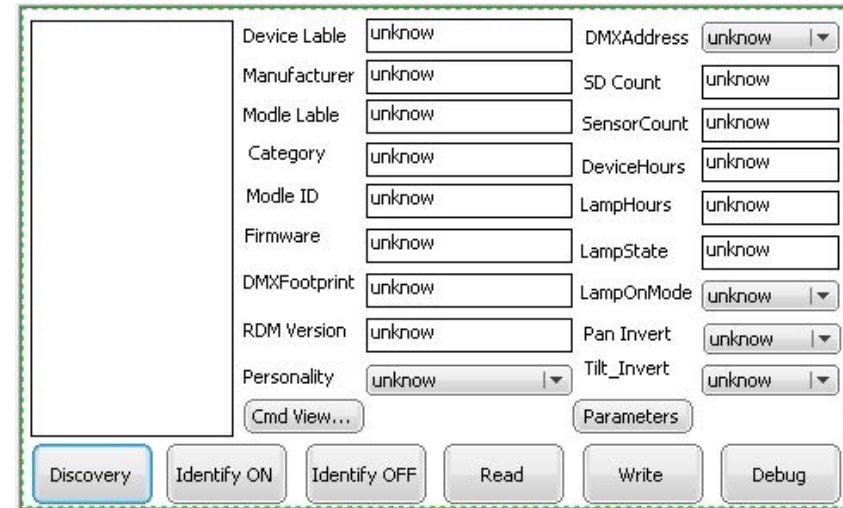 Device Lable unknow DMXAddress unknow
Manufacturer unknow SD Count unknow
Modle Lable unknow SensorCount unknow
Category unknow DeviceHours unknow
Modle ID unknow LampHours unknow
Firmware unknow LampState unknow
DMXFootprint unknow LampOnMode unknow
RDM Version unknow Pan Invert unknow
Personality unknow Tilt_Invert unknow
Cmd View... Parameters
Discovery Identify ON Identify OFF Read Write Debug